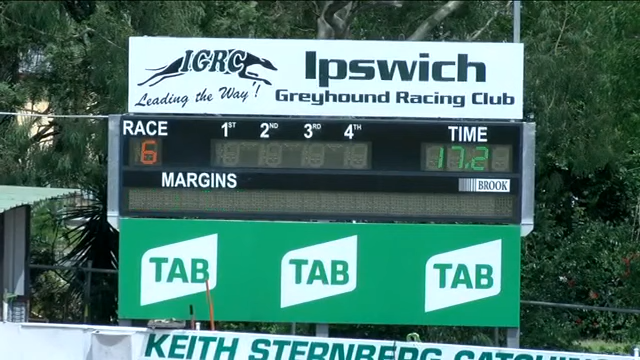 IGRC
Leading the Way!
Ipswich
Greyhound Racing Club
RACE 1ST 2ND 3RD 4TH TIME
6 17.2
MARGINS BROOK
TAB TAB TAB
KEITH STERNBERG CATCHING